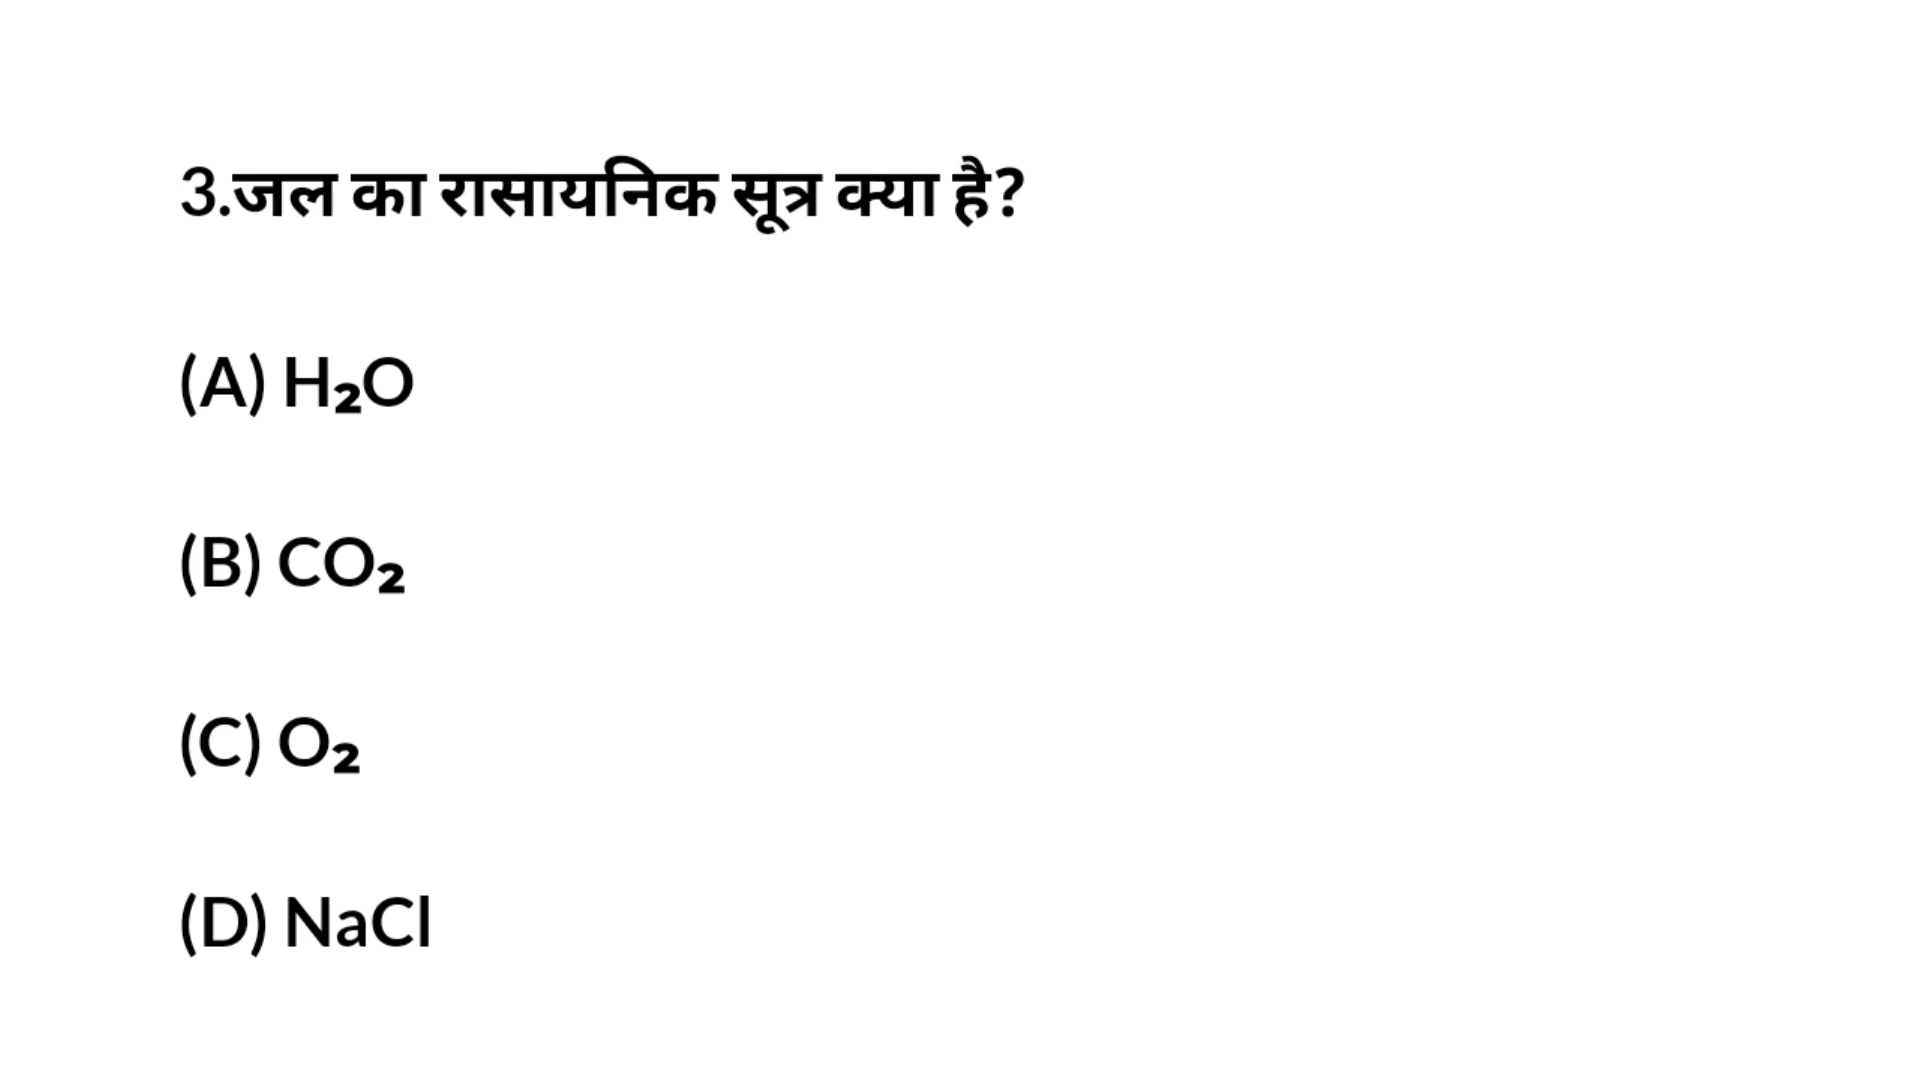 3.जल का रासायनिक सूत्र क्या है?
(A) H₂O
(B) CO₂
(C) O₂
(D) NaCl